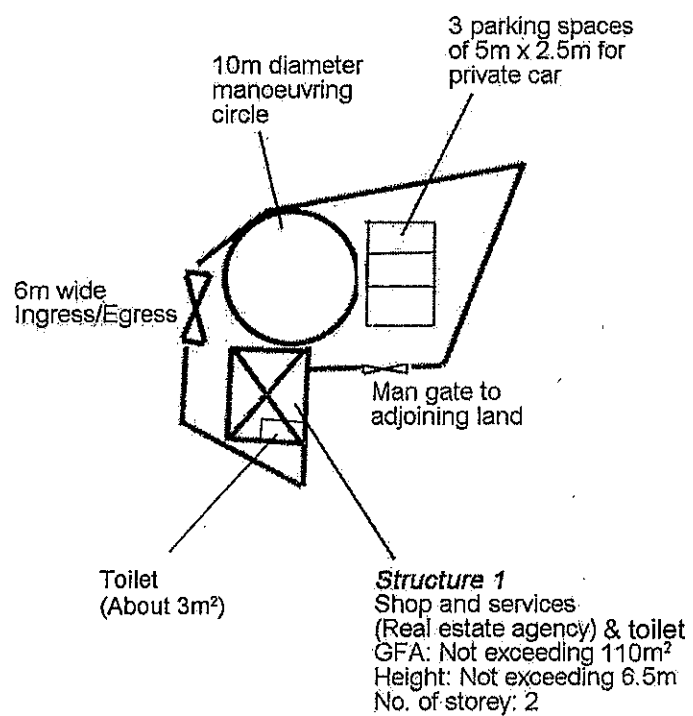 3 parking spaces
of 5m x 2.5m for
private car
10m diameter
manoeuvring
circle
6m wide
Ingress/Egress
Man gate to
adjoining land
Toilet
(About 3m²)
Structure 1
Shop and services
(Real estate agency) & toilet
GFA: Not exceeding 110m²
Height: Not exceeding 6.5m
No. of storey: 2